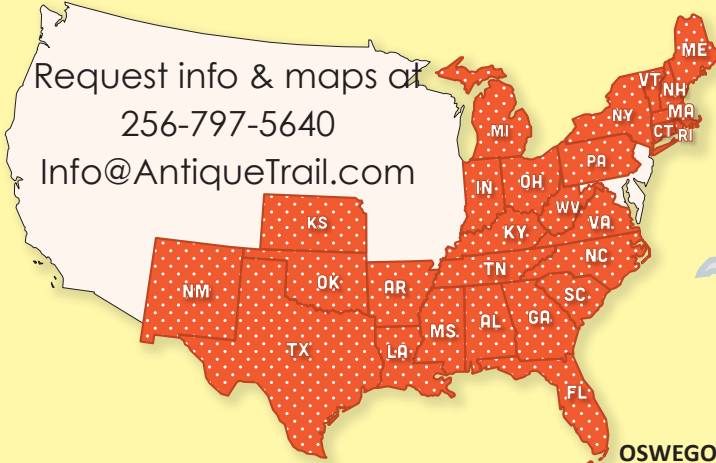 Request info & maps at
256-797-5640
Info@AntiqueTrail.com
ME
VT
NH
NY
MA
CT
RI
MI
PA
IN
OH
WV
VA
KS
KY
NC
TN
OK
AR
NM
SC
MS
AL
GA
TX
LA
FL
OSWEGO